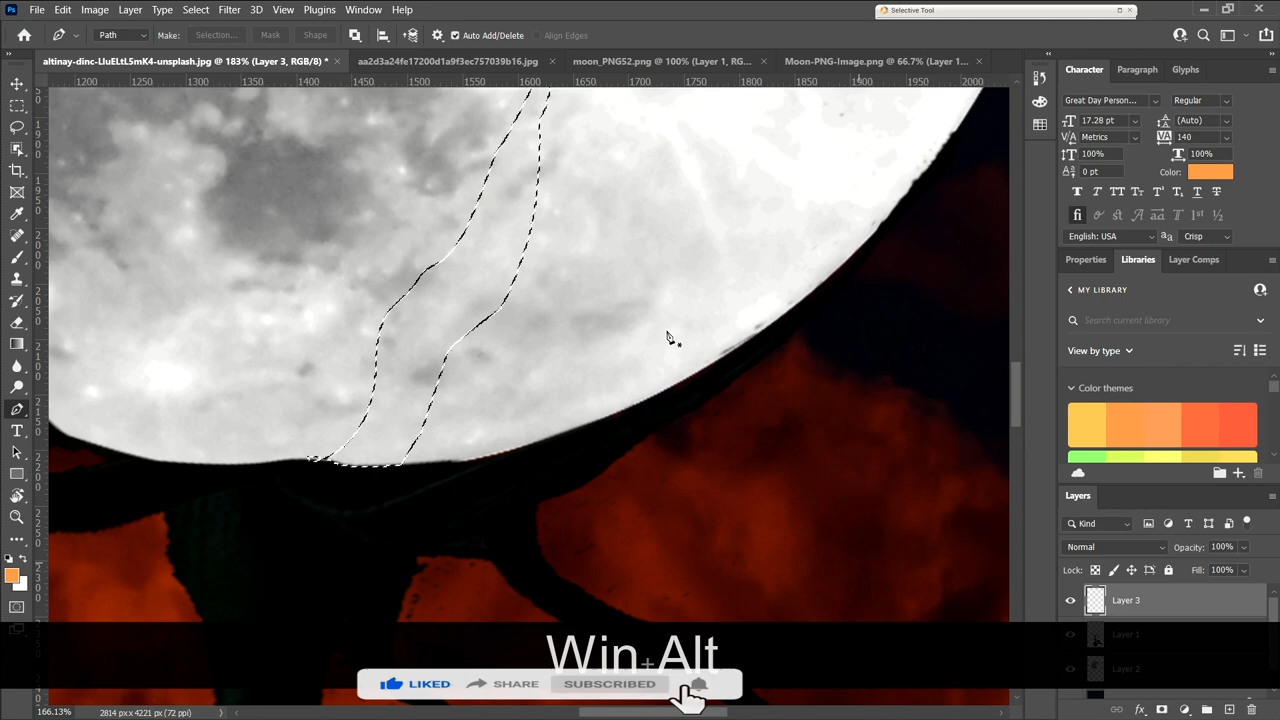 Ps File Edit Image Layer Type Select Filter 3D View Plugins Window Help
Selective Tool
Path Make: Selection... Mask Shape Auto Add/Delete Align Edges
altinay-dinc-LluELtL5mK4-unsplash.jpg @ 183% (Layer 3, RGB/8) * aa2d3a24fe17200d1a9f3ec757039b16.jpg moon_PNG52.png @ 100% (Layer 1, RG... Moon-PNG-Image.png @ 66.7% (Layer 1...
1200 1250 1300 1350 1400 1450 1500 1550 1600 1650 1700 1750 1800 1850 1900 1950 2000
Character Paragraph Glyphs
Great Day Person... Regular
17.28 pt (Auto)
Metrics 140
100% 100%
0 pt Color:
English: USA Crisp
Properties Libraries Layer Comps
MY LIBRARY
Search current library
View by type
Color themes
Layers
Kind
Normal Opacity: 100%
Lock: Fill: 100%
Layer 3
Layer 1
Layer 2
Win+Alt
LIKED SHARE SUBSCRIBED
166.13% 2814 px x 4221 px (72 ppi)